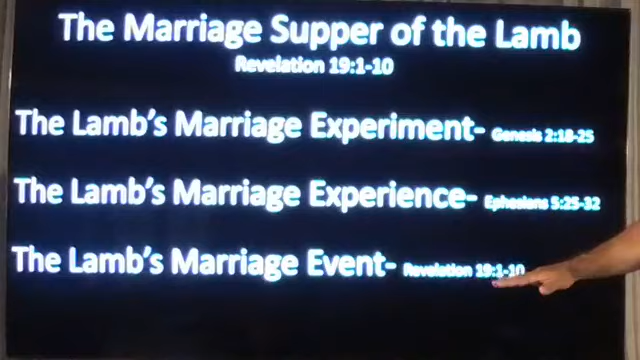 The Marriage Supper of the Lamb
Revelation 19:1-10
The Lamb's Marriage Experiment- Genesis 2:18-25
The Lamb's Marriage Experience- Ephesians 5:25-32
The Lamb's Marriage Event- Revelation 19:1-10